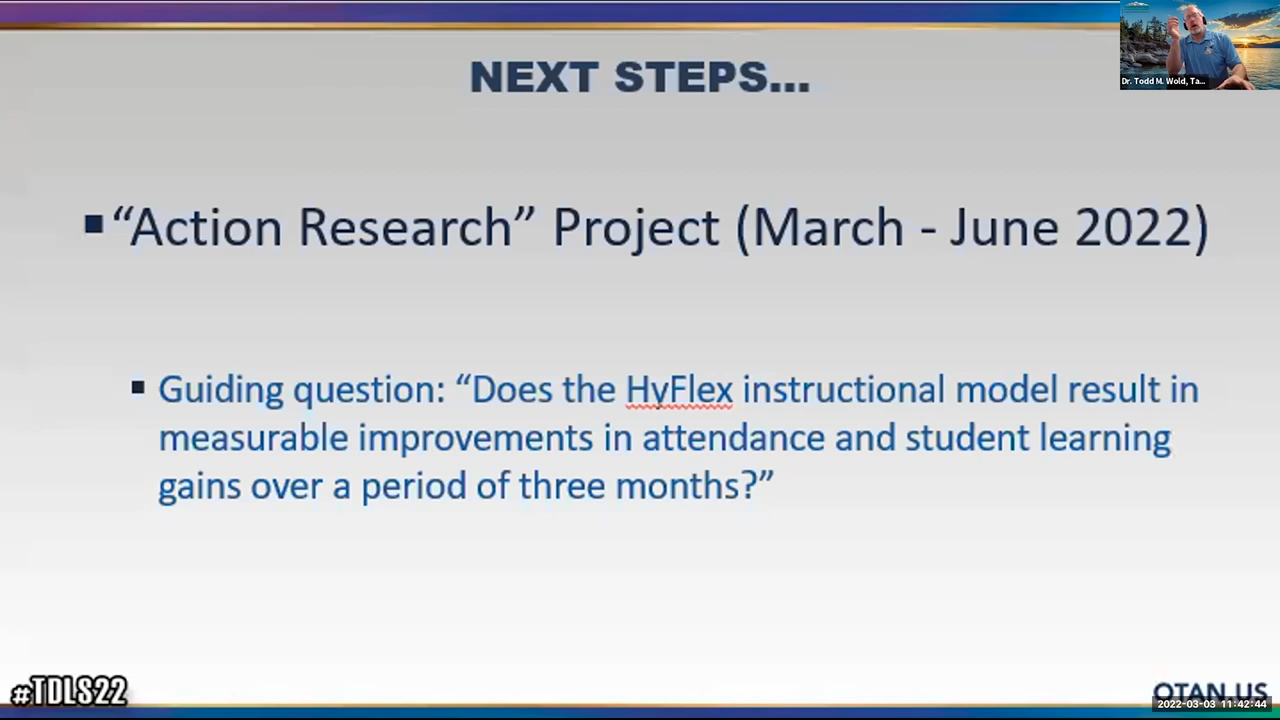 NEXT STEPS...
Dr. Todd M. Wold, Ta...
▪ “Action Research” Project (March - June 2022)
▪ Guiding question: “Does the HyFlex instructional model result in
measurable improvements in attendance and student learning
gains over a period of three months?”
#TDLS22
OTAN.US
2022-03-03 11:42:44